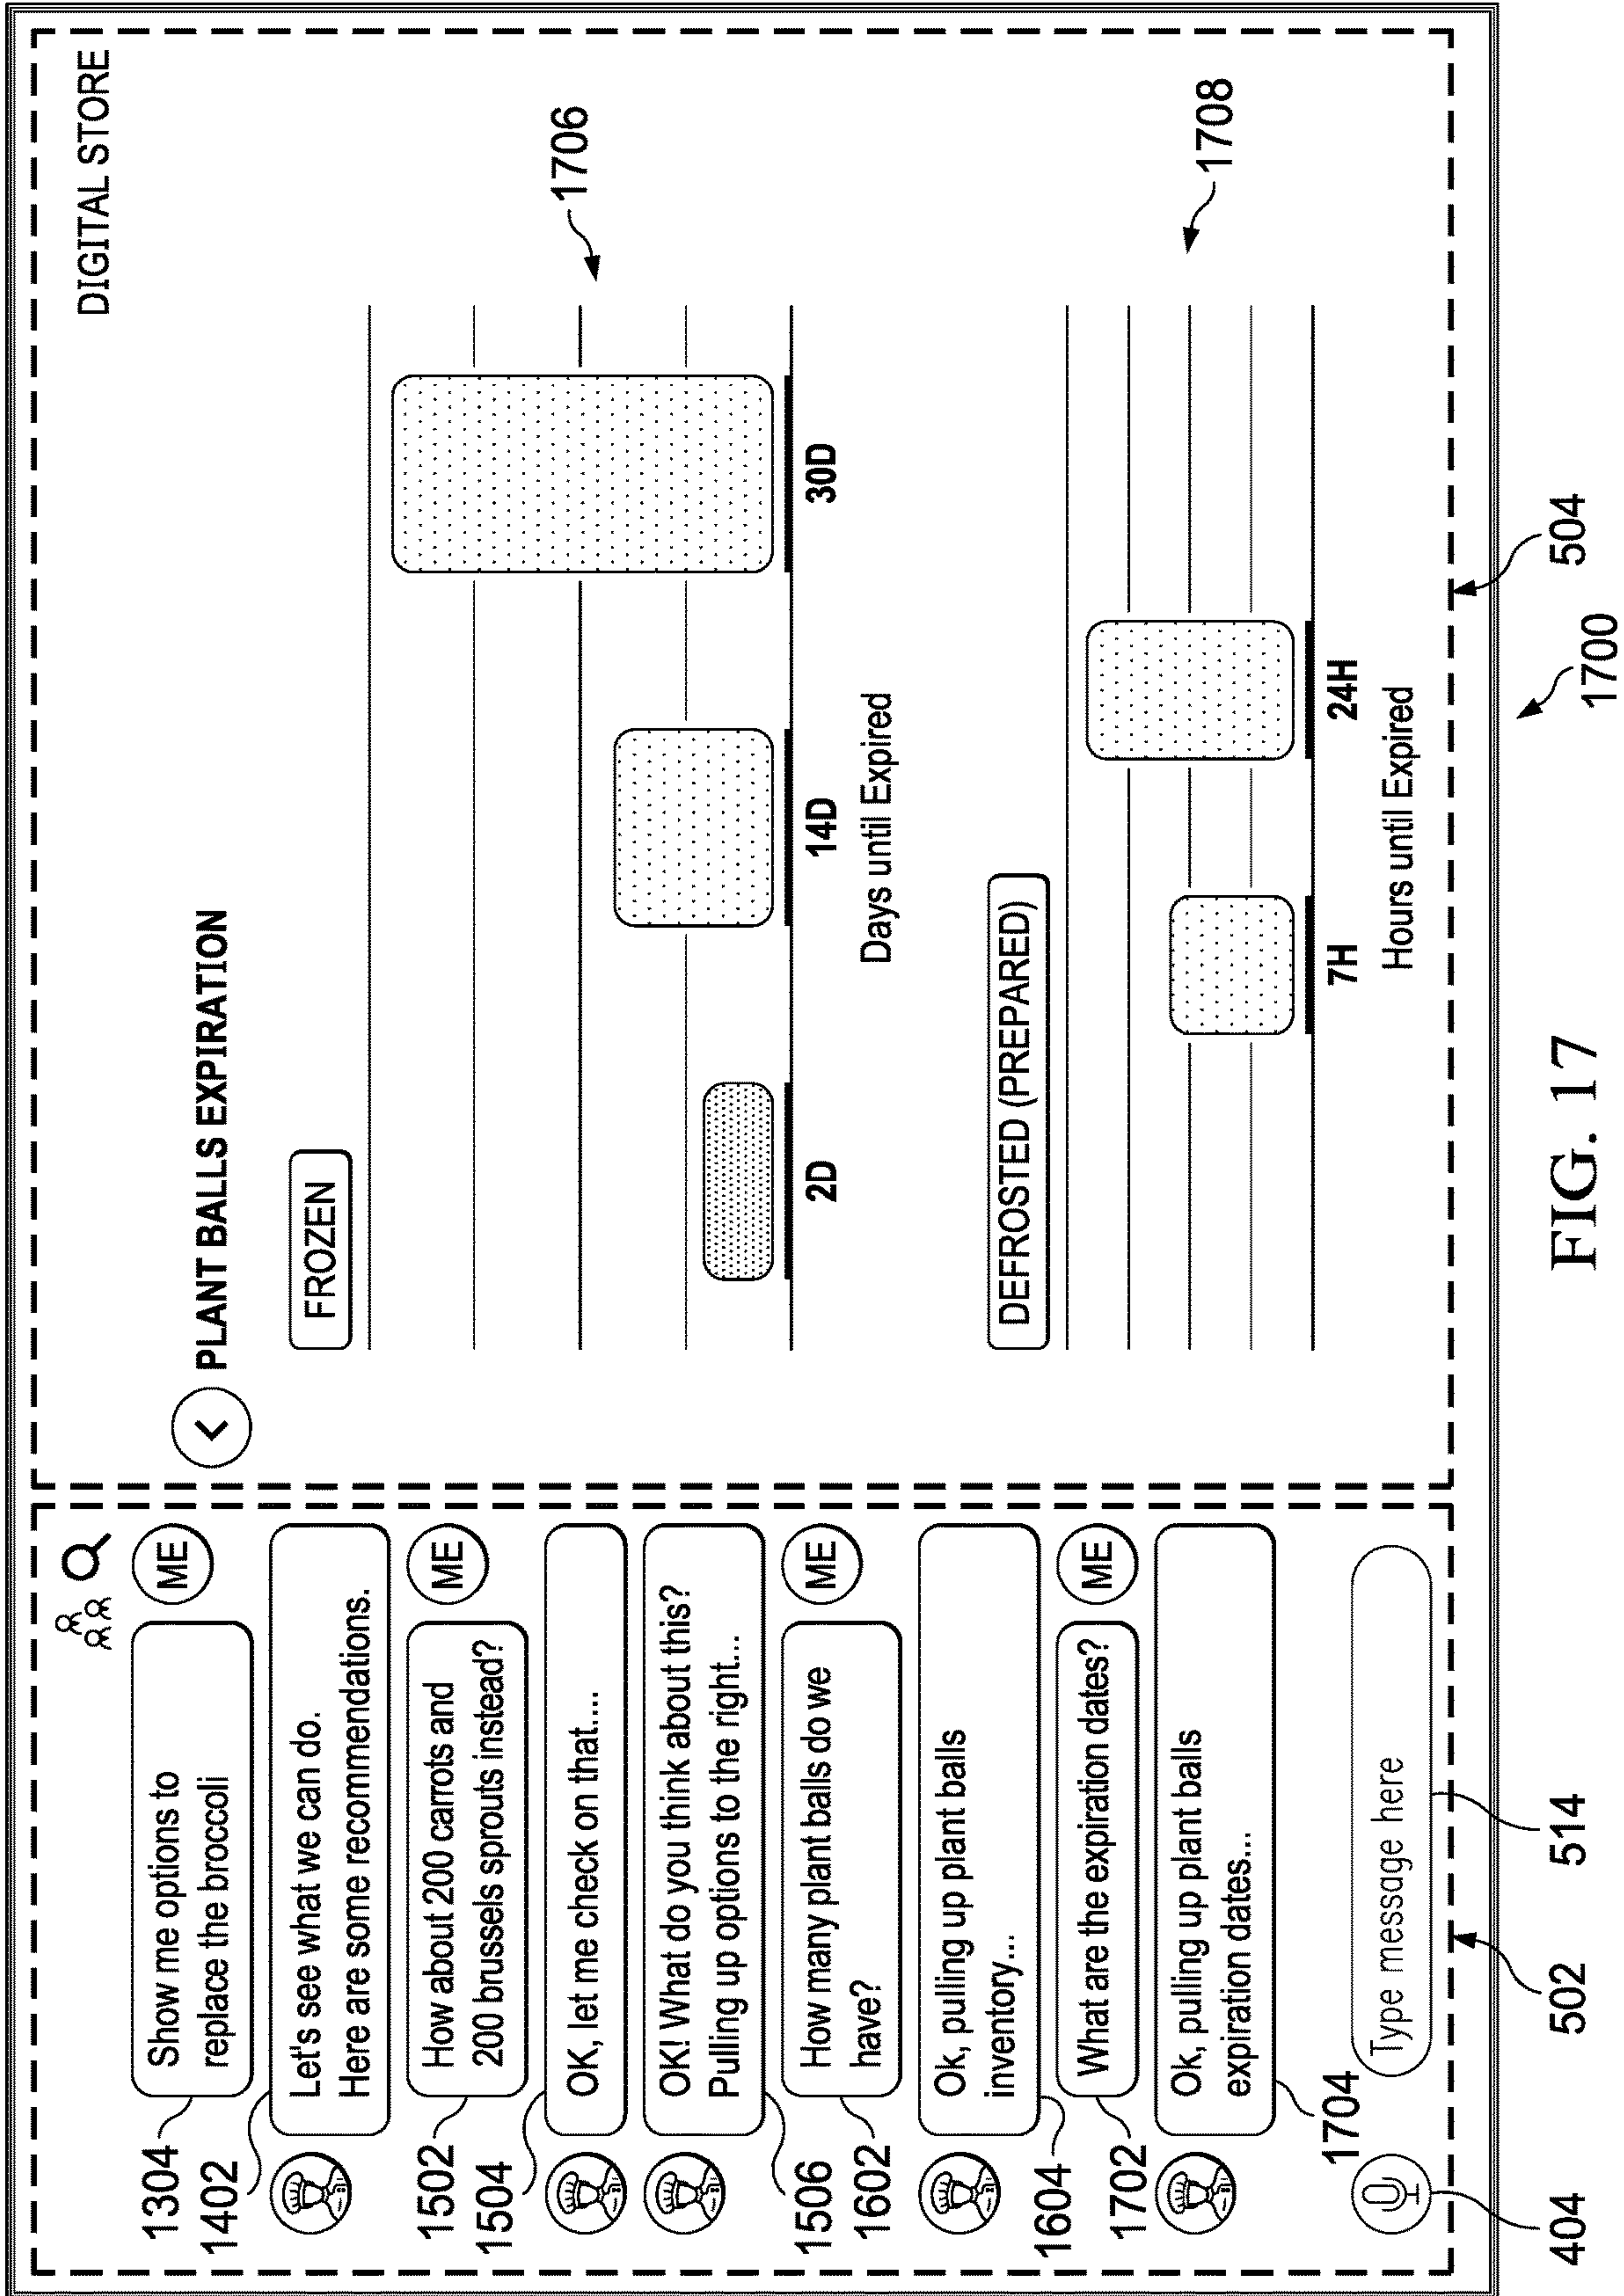 1304
Show me options to
replace the broccoli
ME
1402
Let's see what we can do.
Here are some recommendations.
1502
How about 200 carrots and
200 brussels sprouts instead?
ME
1504
OK, let me check on that....
OK! What do you think about this?
Pulling up options to the right...
1506
1602
How many plant balls do we
have?
ME
Ok, pulling up plant balls
inventory...
1604
1702
What are the expiration dates?
ME
Ok, pulling up plant balls
expiration dates...
1704
Type message here
404
502
514
DIGITAL STORE
< PLANT BALLS EXPIRATION
FROZEN
1706
2D
14D
30D
Days until Expired
DEFROSTED (PREPARED)
1708
7H
24H
Hours until Expired
504
1700
FIG. 17